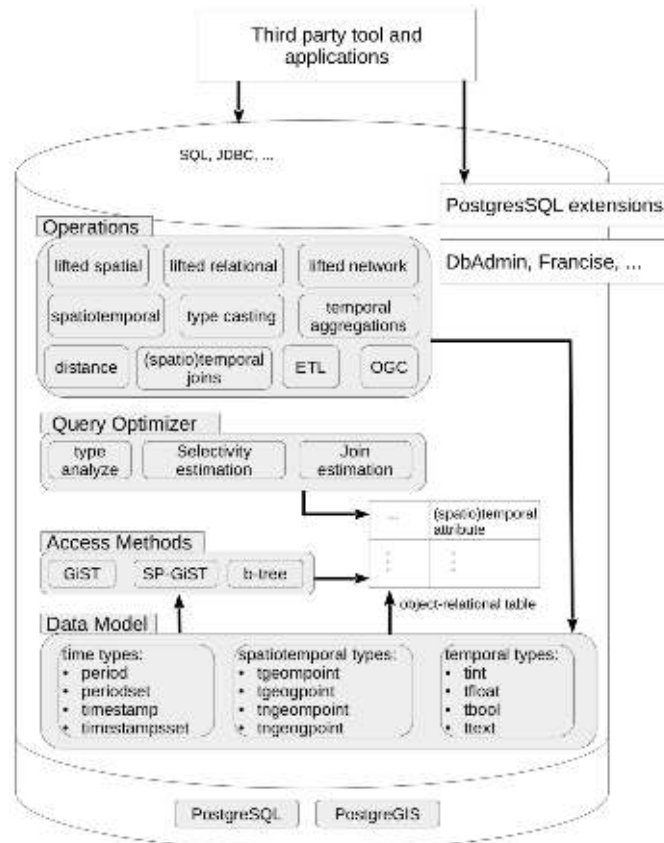 Third party tool and
applications
SQL, JDBC, ...
PostgresSQL extensions
DbAdmin, Francise, ...
Operations
lifted spatial
lifted relational
lifted network
spatiotemporal
type casting
temporal
aggregations
distance
(spatio)temporal
joins
ETL
OGC
Query Optimizer
type
analyze
Selectivity
estimation
Join
estimation
...
(spatio)temporal
attribute
Access Methods
GiST
SP-GiST
b-tree
object-relational table
Data Model
time types:
• period
• periodset
• timestamp
• timestampsset
spatiotemporal types:
• tgeompoint
• tgeogpoint
• tngeompoint
• tngengpoint
temporal types:
• tint
• tfloat
• tbool
• ttext
PostgreSQL
PostgreGIS